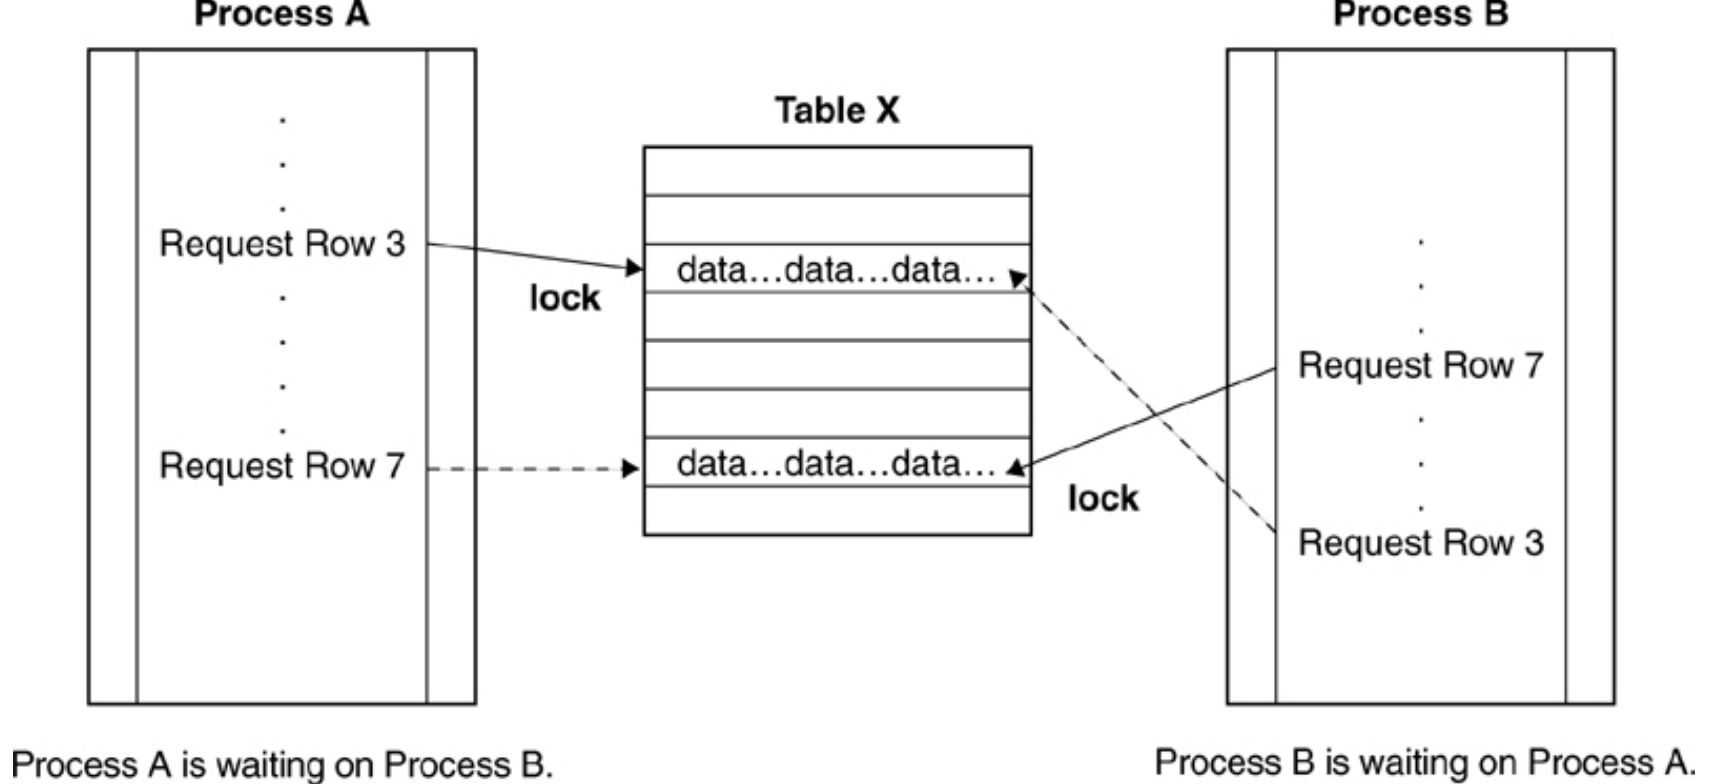 Process A
Process B
Table X
.
.
.
Request Row 3
.
.
.
.
Request Row 7
lock
data...data...data...
data...data...data...
lock
.
.
.
Request Row 7
.
.
.
Request Row 3
Process A is waiting on Process B.
Process B is waiting on Process A.